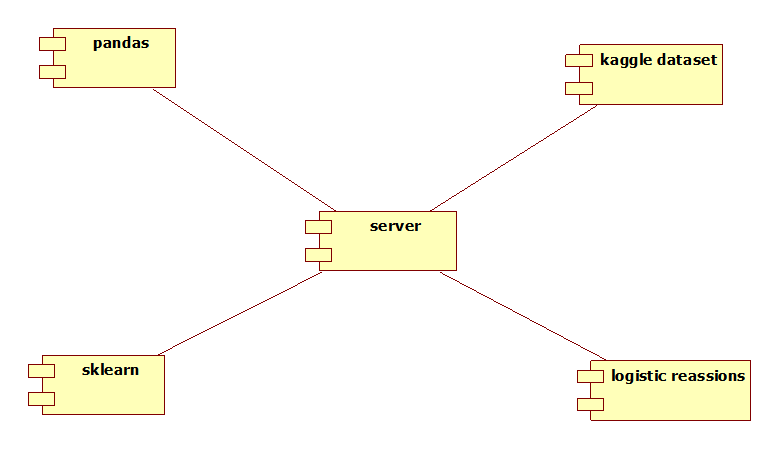 pandas
kaggle dataset
server
sklearn
logistic reassions